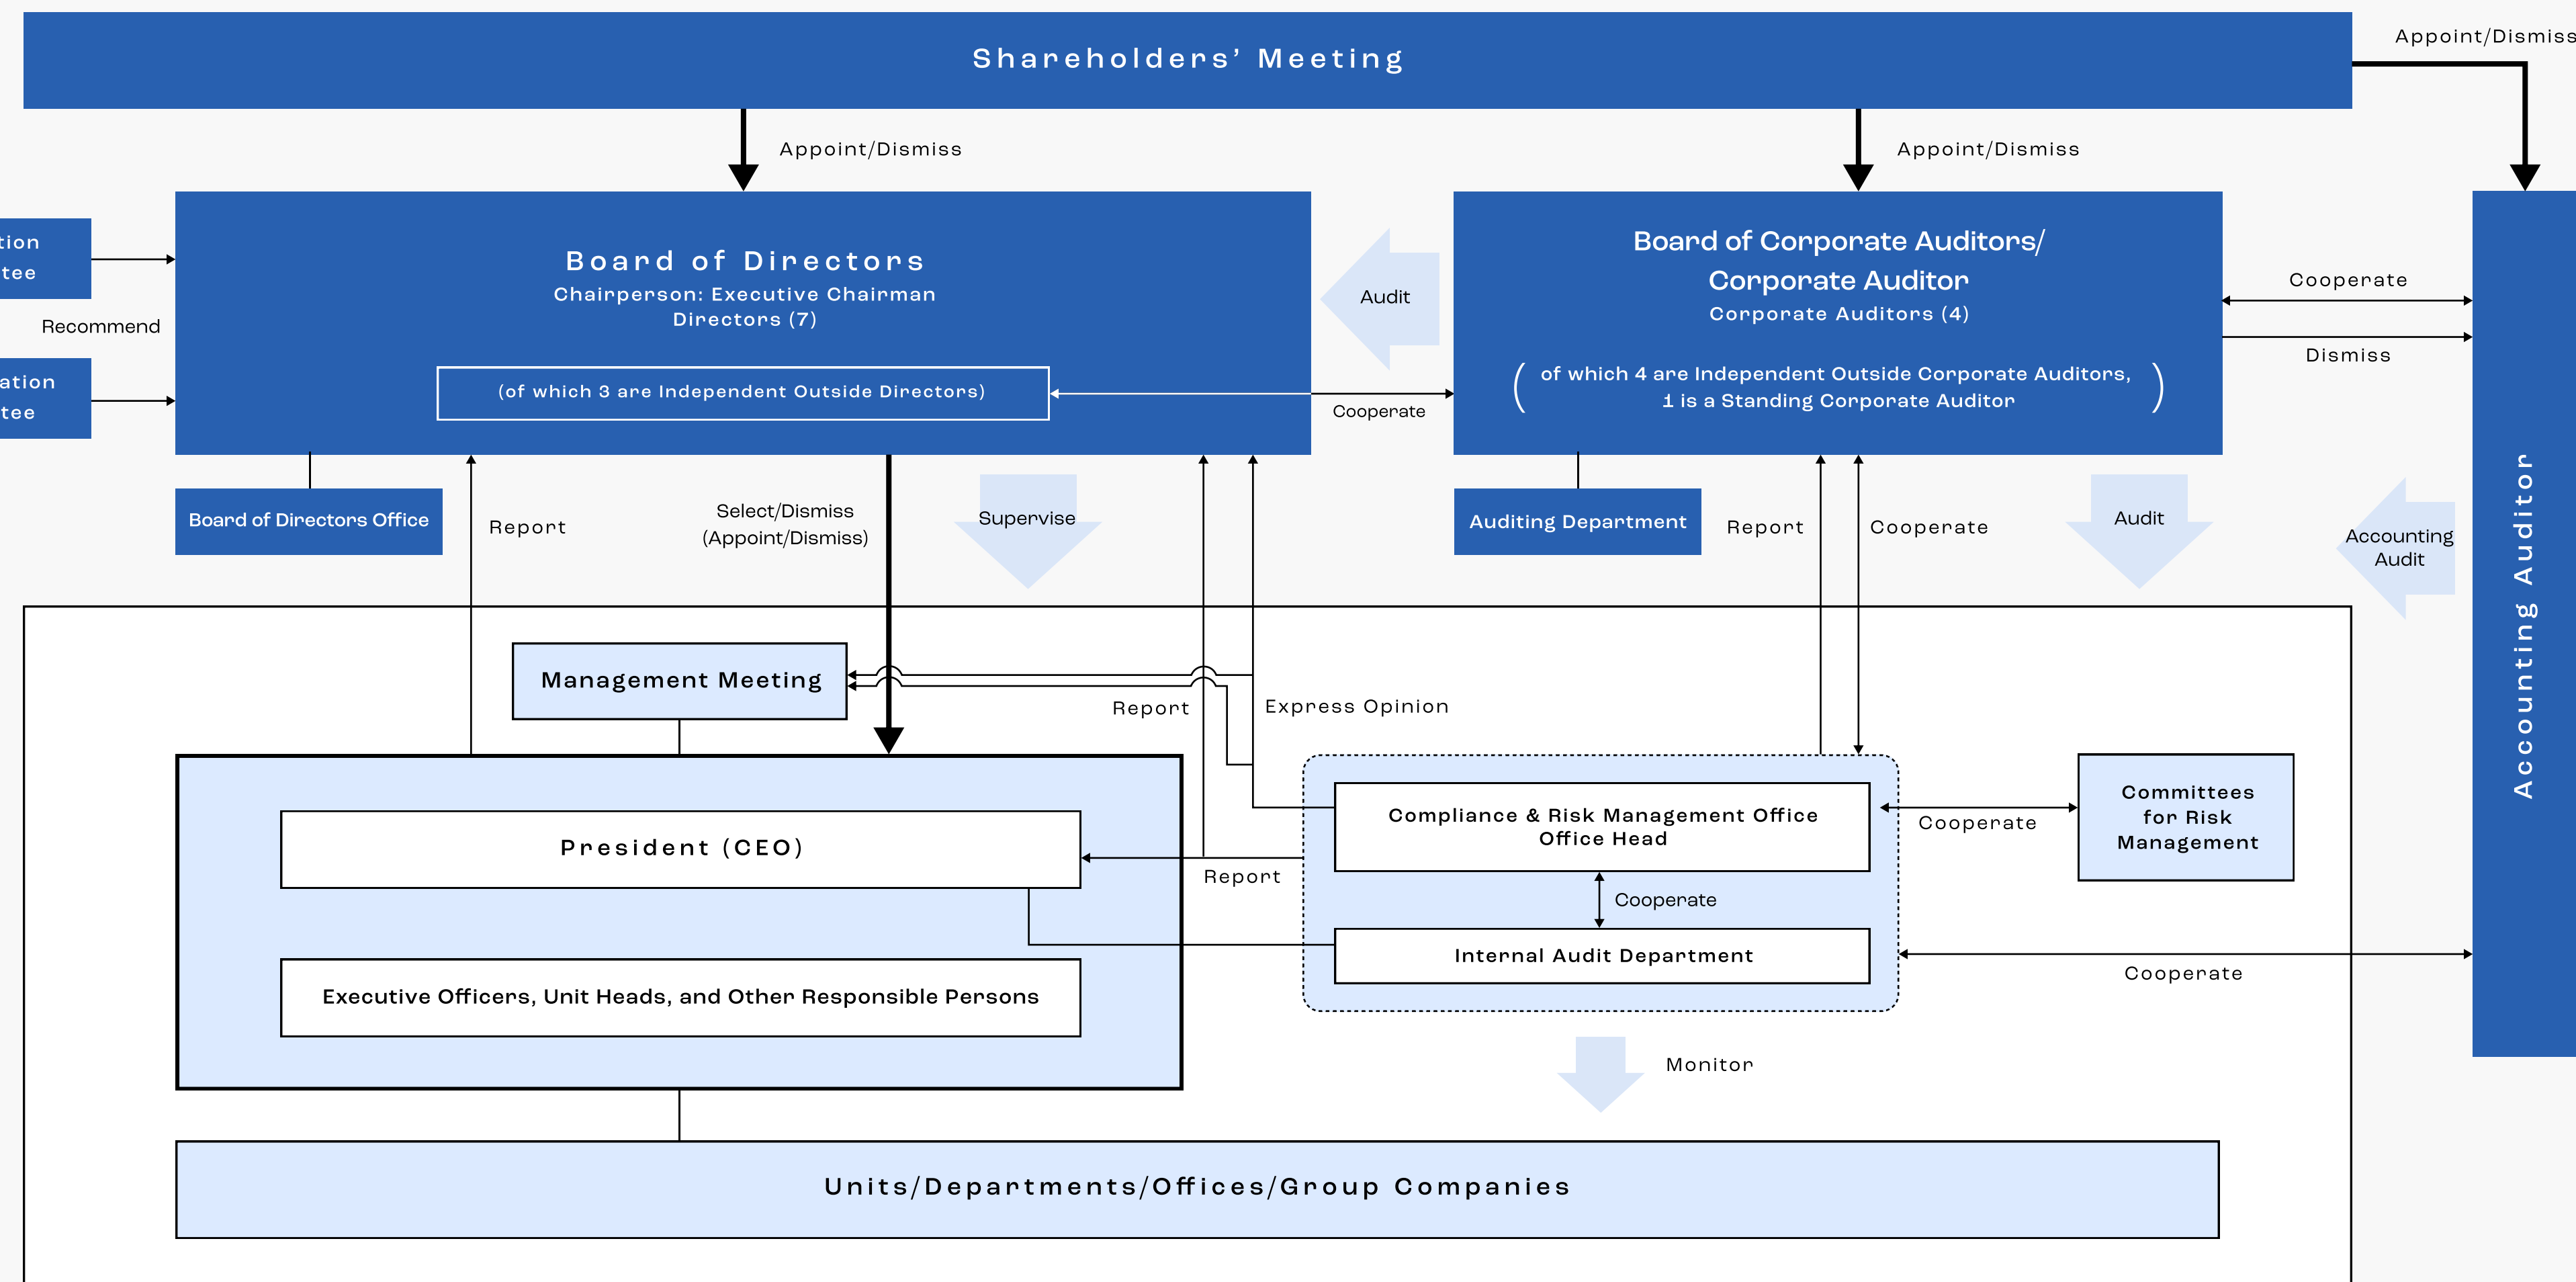 Shareholders’ Meeting
Appoint/Dismiss
Appoint/Dismiss
Appoint/Dismiss
tion
tee
Recommend
ation
tee
Board of Directors
Chairperson: Executive Chairman
Directors (7)
(of which 3 are Independent Outside Directors)
Audit
Cooperate
Board of Corporate Auditors/
Corporate Auditor
Corporate Auditors (4)
( of which 4 are Independent Outside Corporate Auditors,
1 is a Standing Corporate Auditor )
Cooperate
Dismiss
Accounting Auditor
Board of Directors Office
Report
Select/Dismiss
(Appoint/Dismiss)
Supervise
Auditing Department
Report
Cooperate
Audit
Accounting
Audit
Management Meeting
Report
Express Opinion
President (CEO)
Report
Executive Officers, Unit Heads, and Other Responsible Persons
Compliance & Risk Management Office
Office Head
Cooperate
Internal Audit Department
Cooperate
Committees
for Risk
Management
Cooperate
Monitor
Units/Departments/Offices/Group Companies